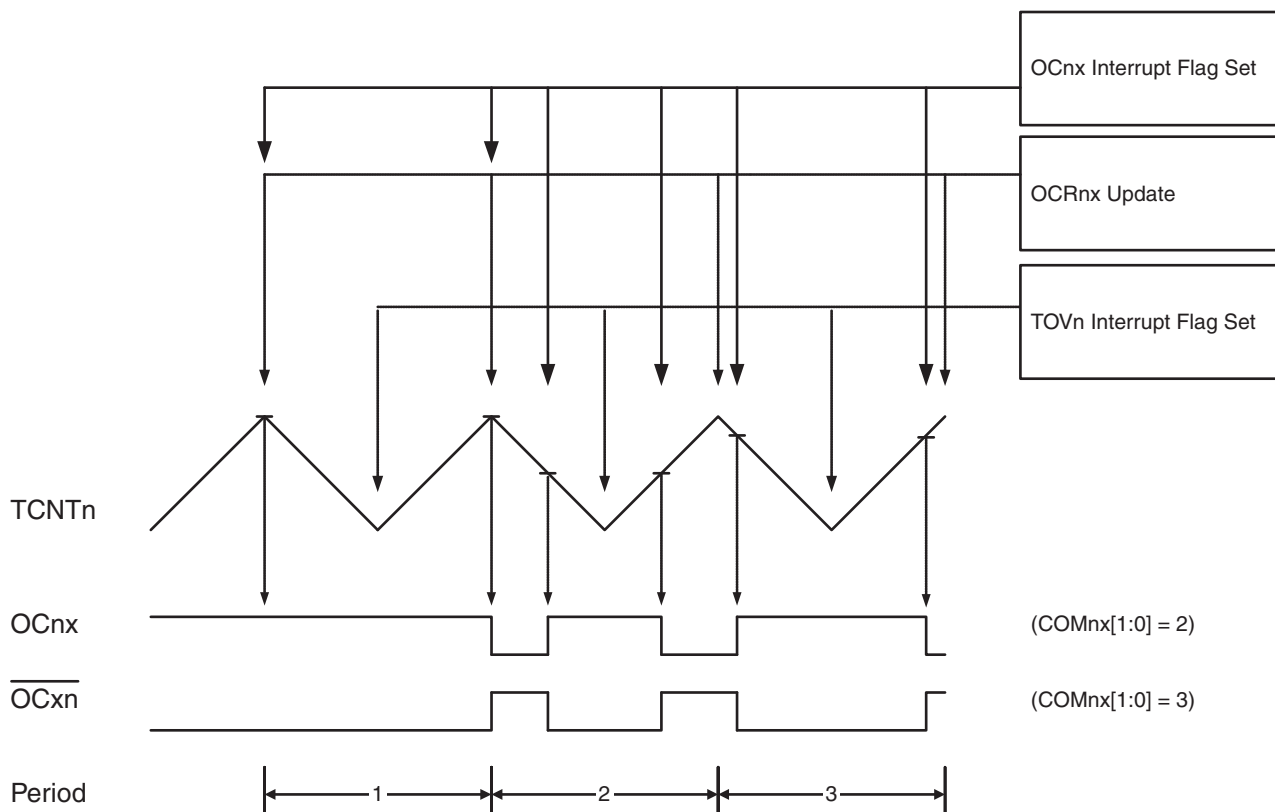 OCnx Interrupt Flag Set
OCRnx Update
TOVn Interrupt Flag Set
TCNTn
OCnx
(COMnx[1:0] = 2)
OCxn
(COMnx[1:0] = 3)
Period
1
2
3